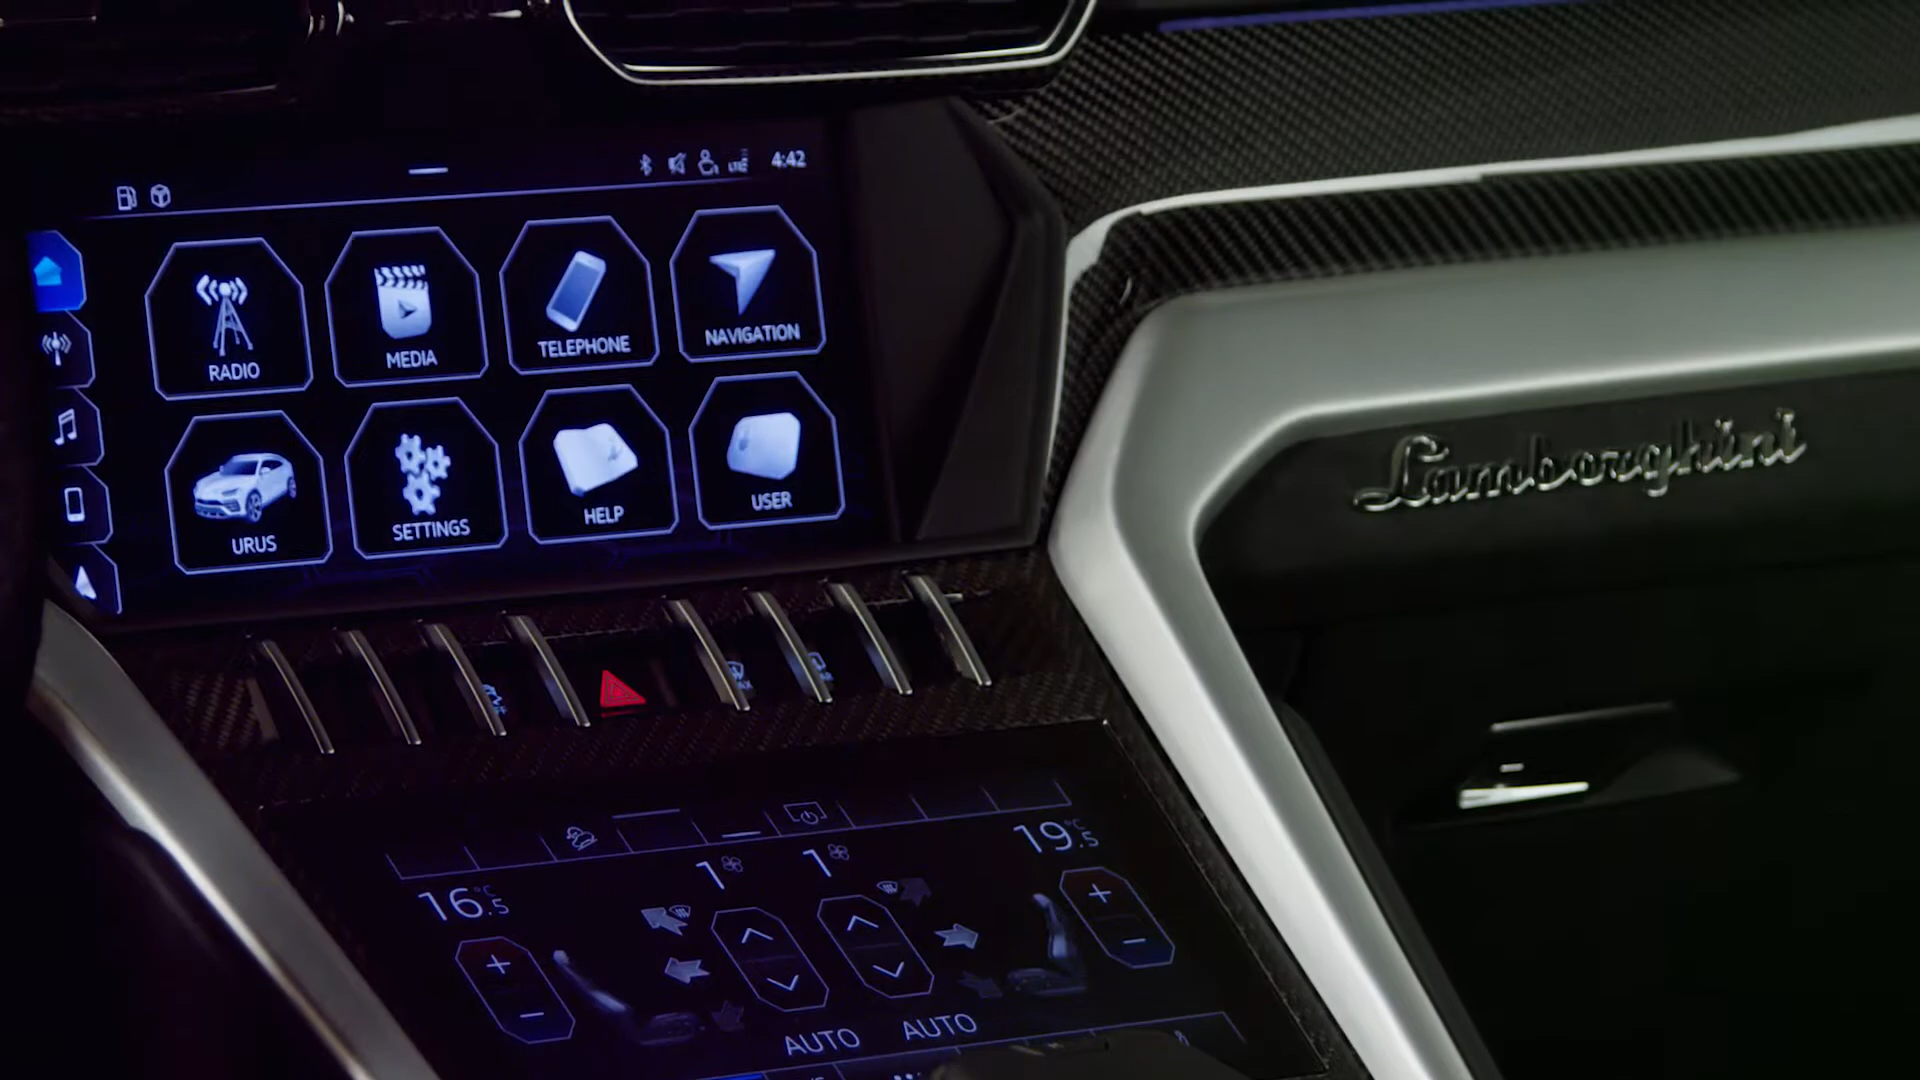 LTE 4:42
RADIO
MEDIA
TELEPHONE
NAVIGATION
URUS
SETTINGS
HELP
USER
Lamborghini
16.5°C
1
1
19.5°C
AUTO
AUTO